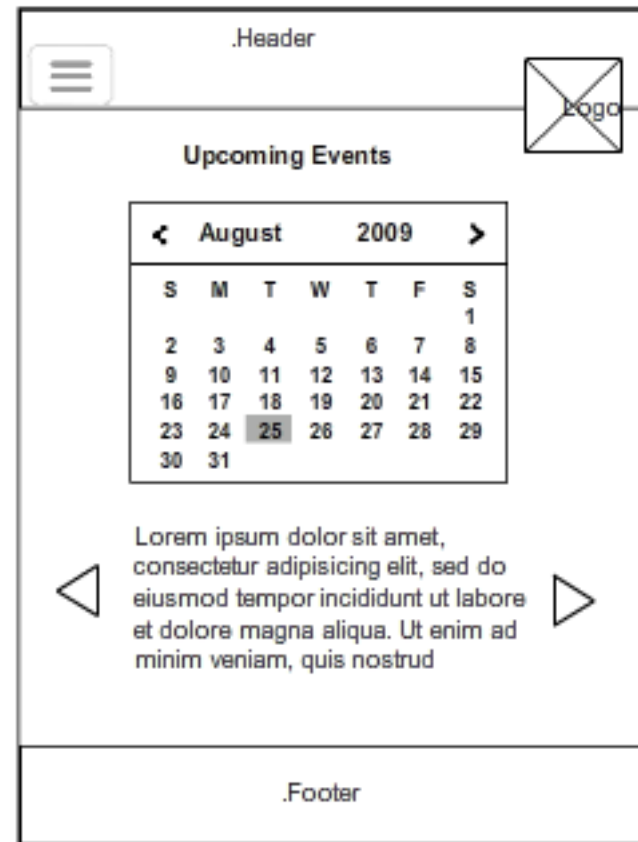 .Header
Logo
Upcoming Events
< August 2009 >
S M T W T F S
1
2 3 4 5 6 7 8
9 10 11 12 13 14 15
16 17 18 19 20 21 22
23 24 25 26 27 28 29
30 31
Lorem ipsum dolor sit amet,
consectetur adipisicing elit, sed do
eiusmod tempor incididunt ut labore
et dolore magna aliqua. Ut enim ad
minim veniam, quis nostrud
.Footer